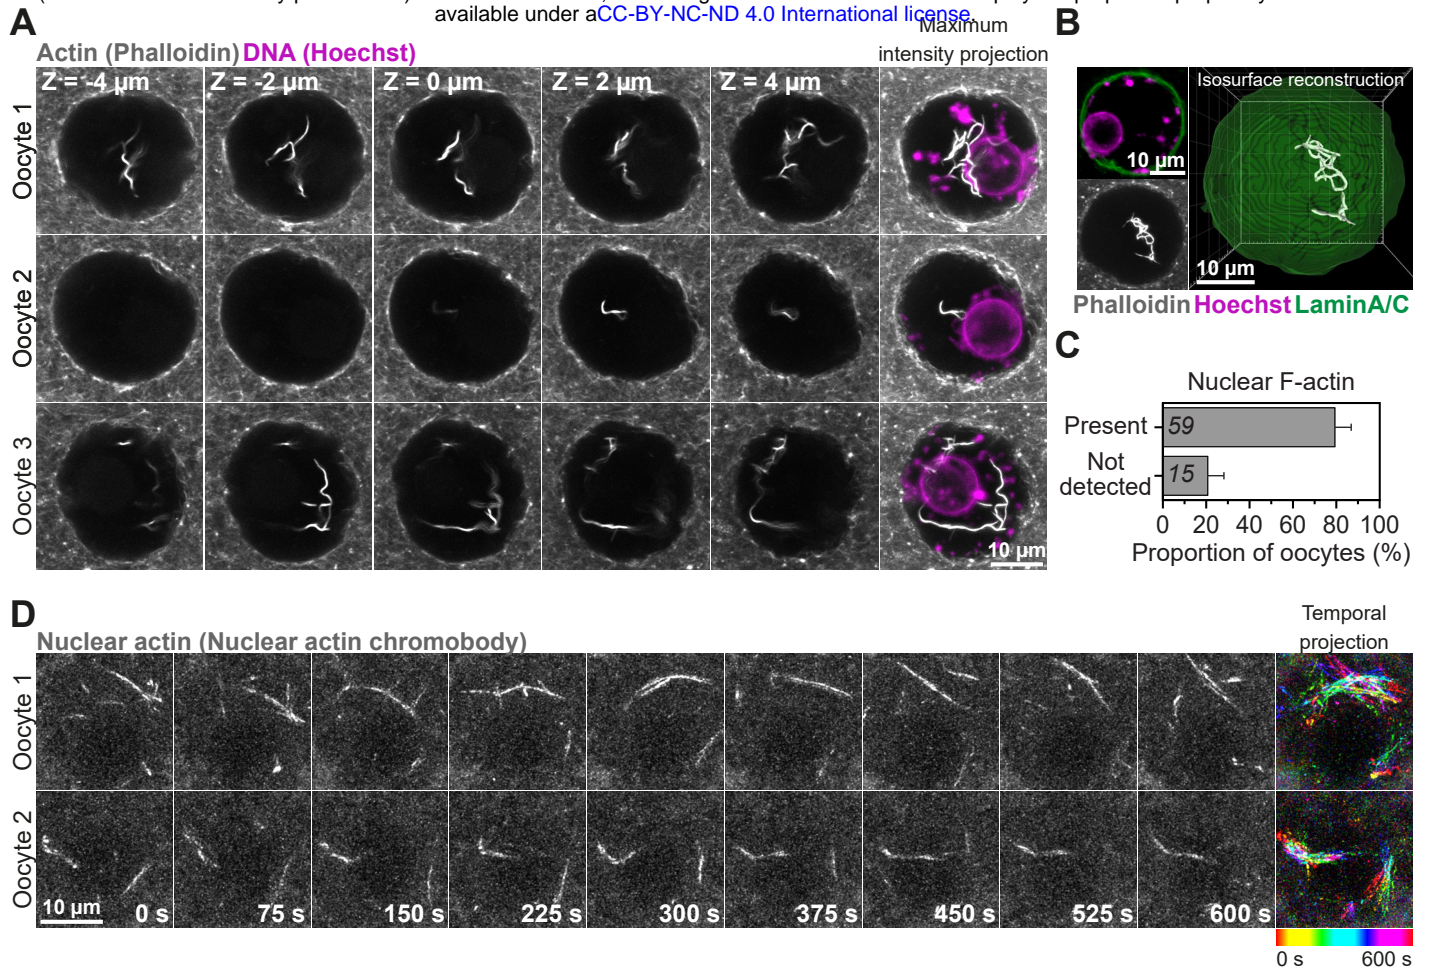 available under aCC-BY-NC-ND 4.0 International license.
A
Actin (Phalloidin) DNA (Hoechst)
Maximum
intensity projection
Z = -4 µm
Z = -2 µm
Z = 0 µm
Z = 2 µm
Z = 4 µm
Oocyte 1
Oocyte 2
Oocyte 3
10 µm
B
Isosurface reconstruction
10 µm
10 µm
Phalloidin Hoechst LaminA/C
C
Nuclear F-actin
Present
59
Not
detected
15
0 20 40 60 80 100
Proportion of oocytes (%)
D
Nuclear actin (Nuclear actin chromobody)
Temporal
projection
Oocyte 1
Oocyte 2
10 µm
0 s
75 s
150 s
225 s
300 s
375 s
450 s
525 s
600 s
0 s
600 s